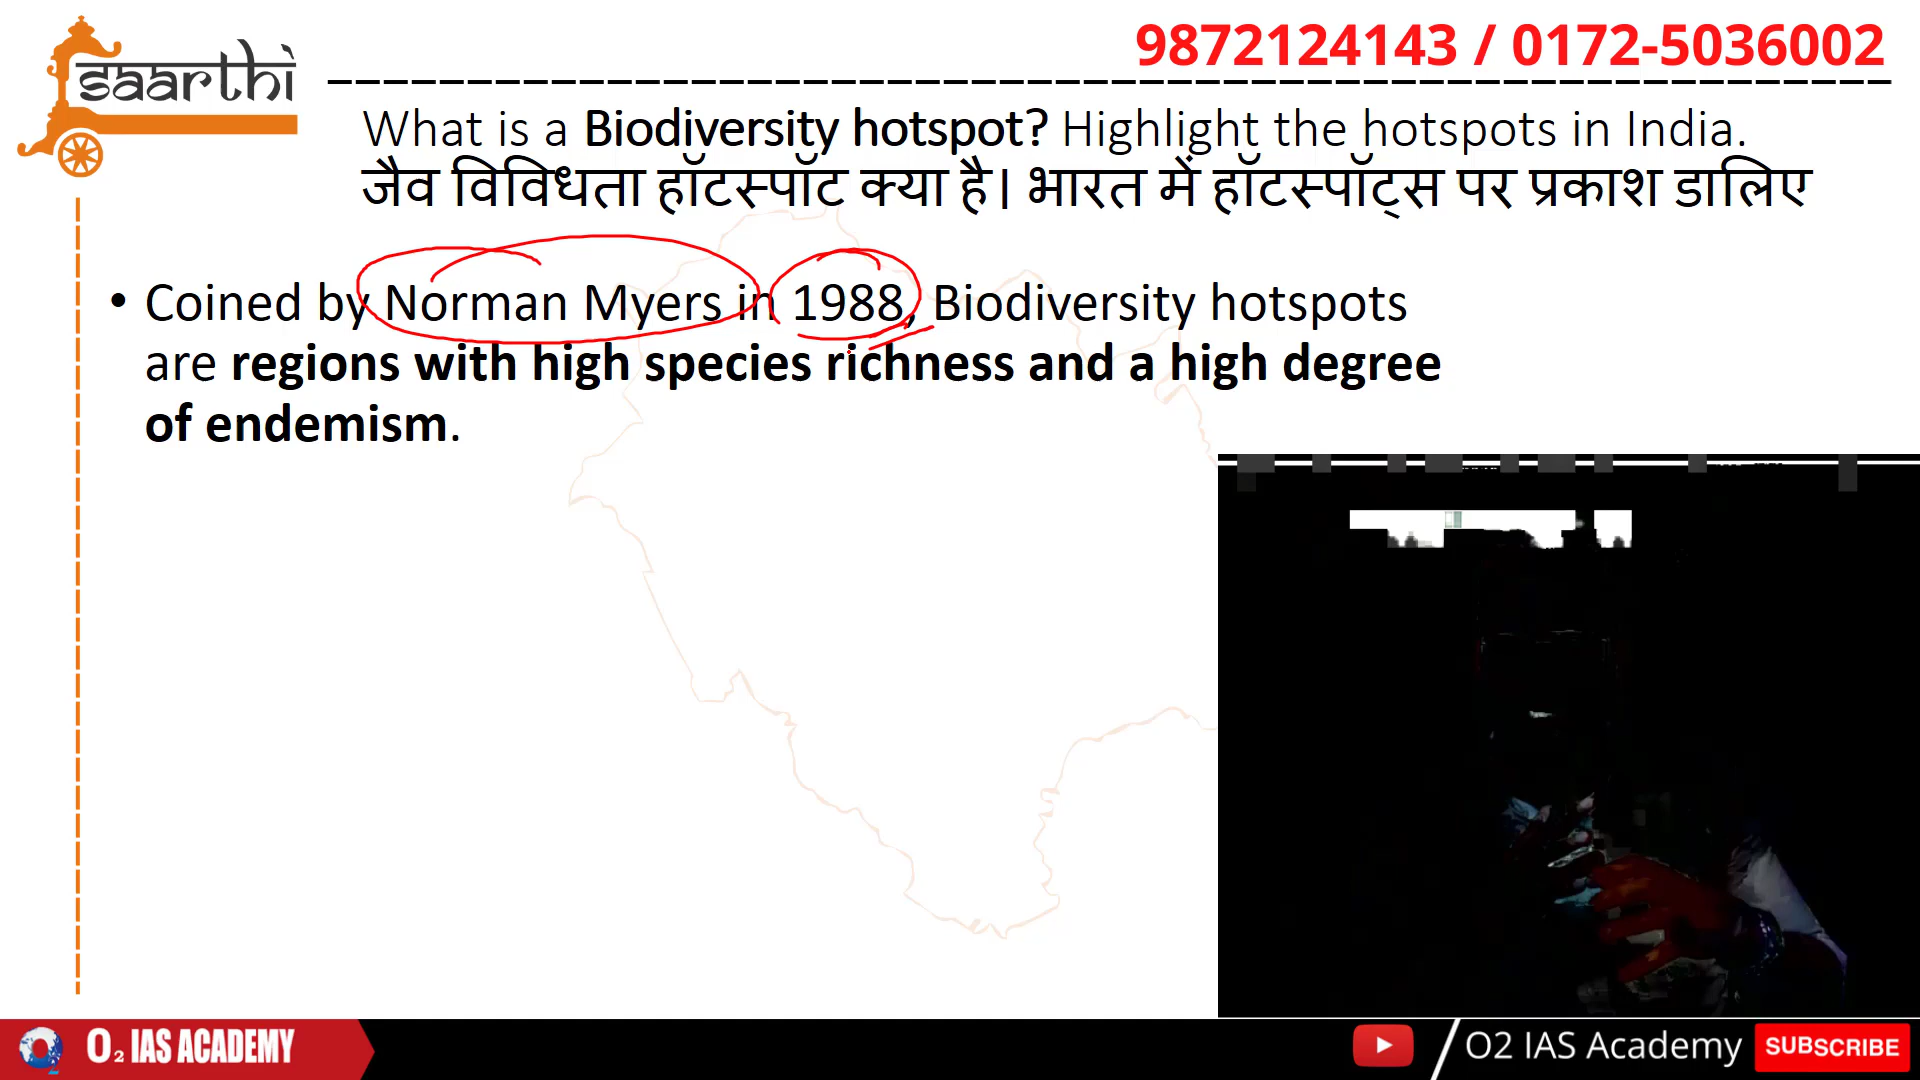 saarthi
9872124143 / 0172-5036002
What is a Biodiversity hotspot? Highlight the hotspots in India.
जैव विविधता हॉटस्पॉट क्या है। भारत में हॉटस्पॉट्स पर प्रकाश डालिए
• Coined by Norman Myers in 1988, Biodiversity hotspots
are regions with high species richness and a high degree
of endemism.
O2 IAS ACADEMY
O2 IAS Academy
SUBSCRIBE